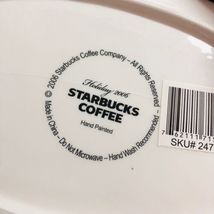 © 2006 Starbucks Coffee Company - All Rights Reserved -
Holiday 2006
STARBUCKS
COFFEE
Hand Painted
Made in China - Do Not Microwave - Hand Wash Recommended -
SKU# 247